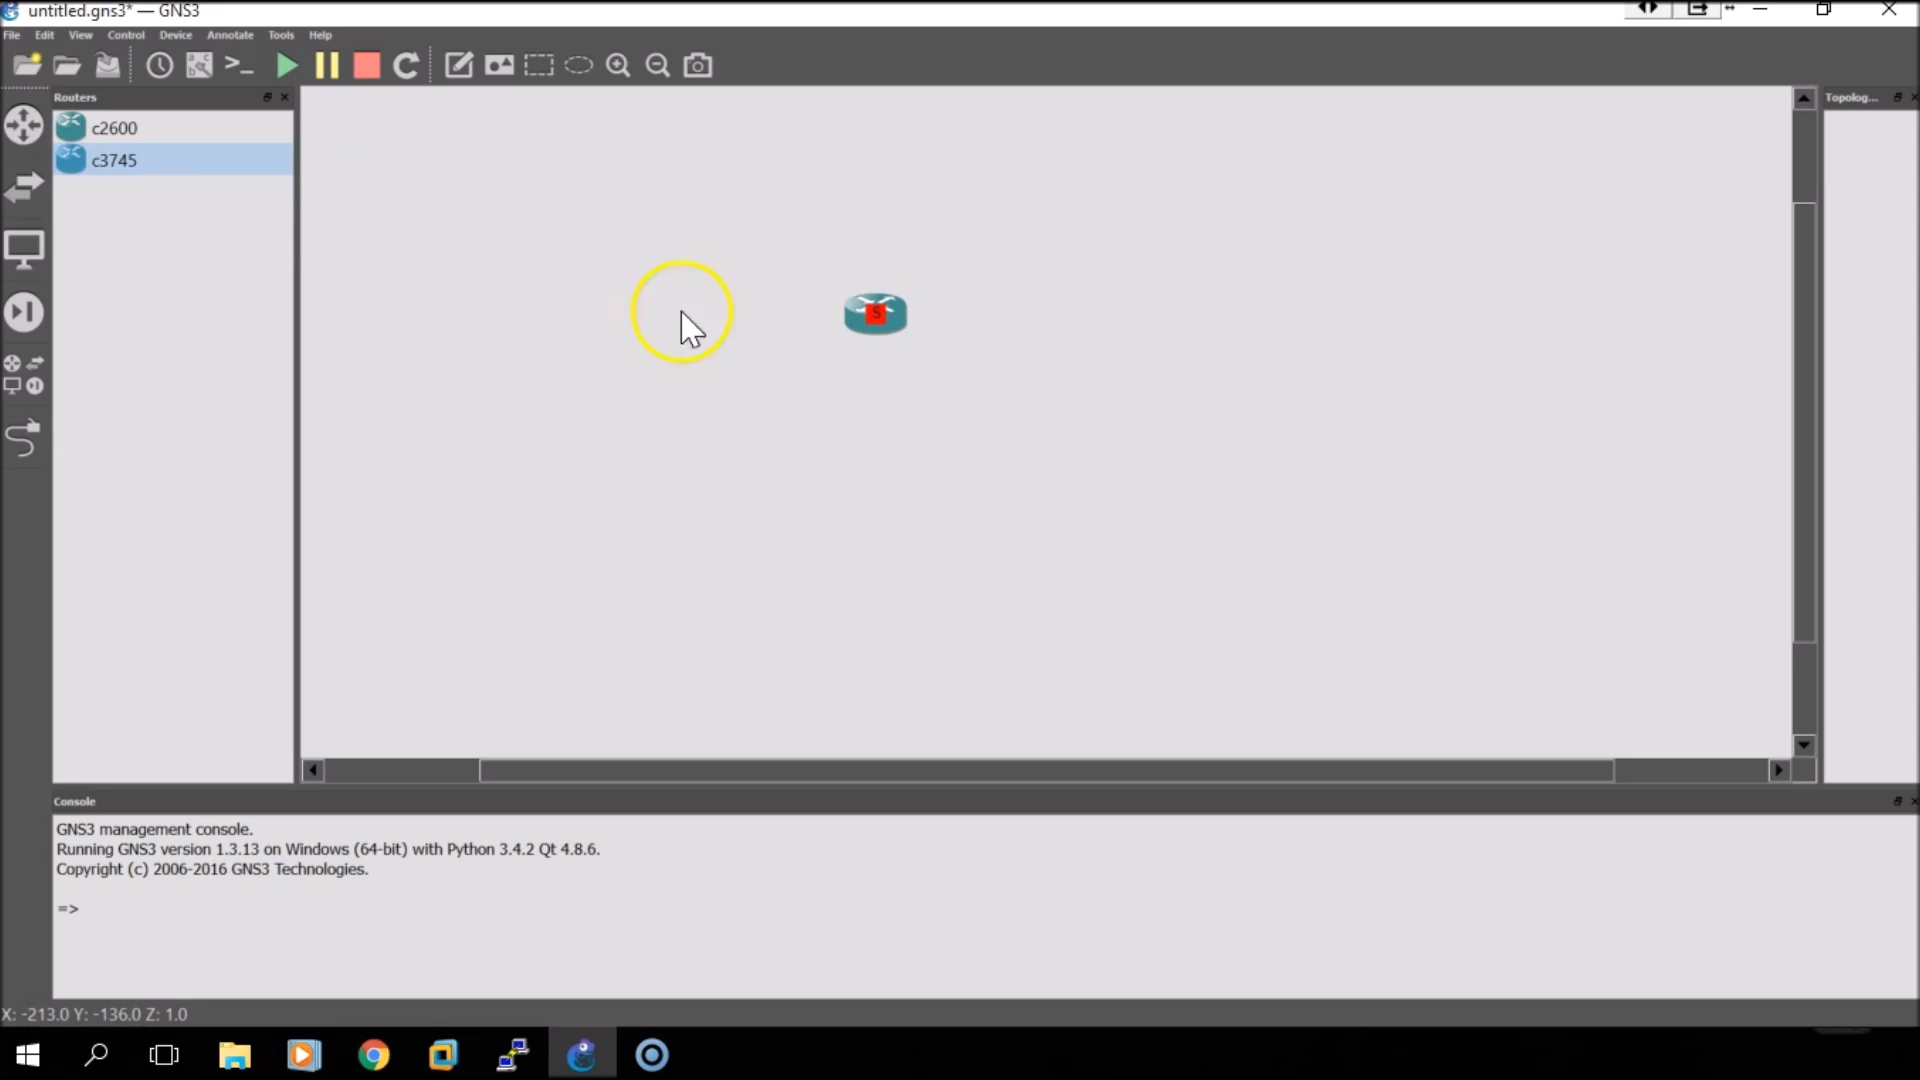 untitled.gns3* — GNS3
File Edit View Control Device Annotate Tools Help
Routers
Topolog...
c2600
c3745
S
Console
GNS3 management console.
Running GNS3 version 1.3.13 on Windows (64-bit) with Python 3.4.2 Qt 4.8.6.
Copyright (c) 2006-2016 GNS3 Technologies.
=>
X: -213.0 Y: -136.0 Z: 1.0